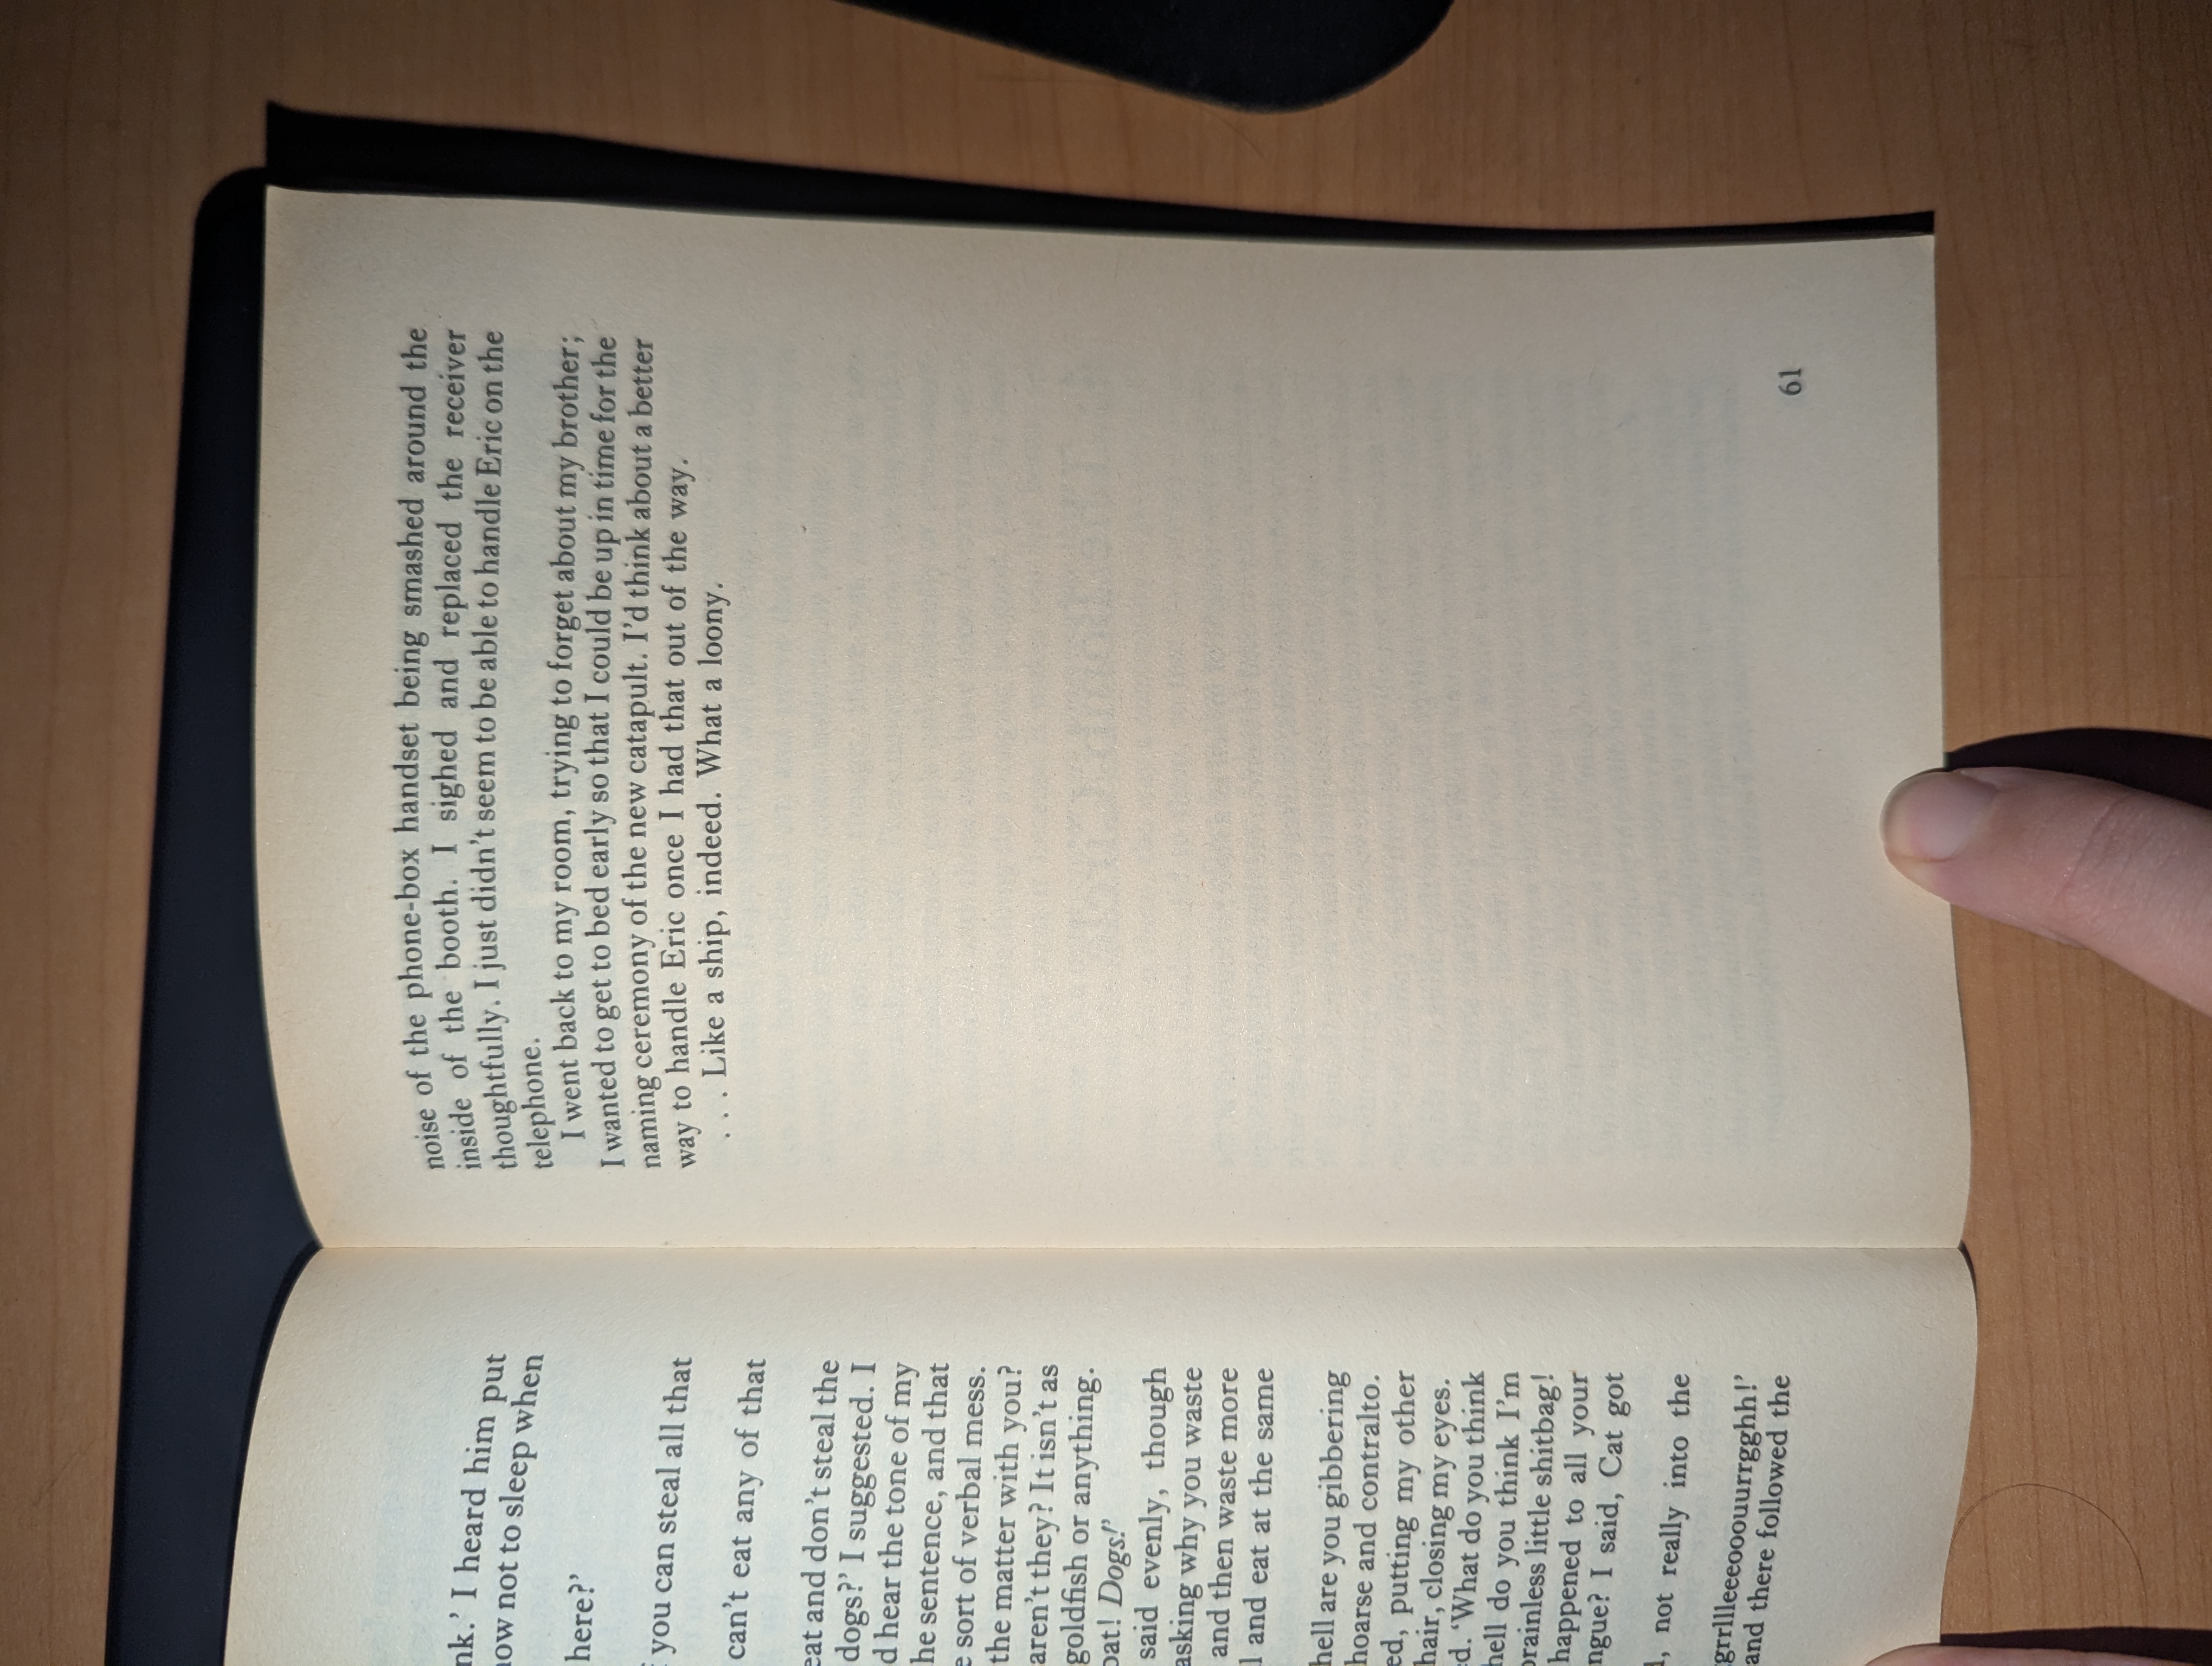 nk.' I heard him put
now not to sleep when
here?'
you can steal all that
can't eat any of that
eat and don't steal the
dogs?' I suggested. I
d hear the tone of my
he sentence, and that
e sort of verbal mess.
the matter with you?
aren't they? It isn't as
goldfish or anything.
oat! Dogs!'
said evenly, though
asking why you waste
and then waste more
l and eat at the same
hell are you gibbering
hoarse and contralto.
ed, putting my other
hair, closing my eyes.
ed. 'What do you think
hell do you think I'm
brainless little shitbag!
happened to all your
ngue? I said, Cat got
l, not really into the
grrllleeeooouurrgghh!'
and there followed the
noise of the phone-box handset being smashed around the
inside of the booth. I sighed and replaced the receiver
thoughtfully. I just didn't seem to be able to handle Eric on the
telephone.
I went back to my room, trying to forget about my brother;
I wanted to get to bed early so that I could be up in time for the
naming ceremony of the new catapult. I'd think about a better
way to handle Eric once I had that out of the way.
. . . Like a ship, indeed. What a loony.
61